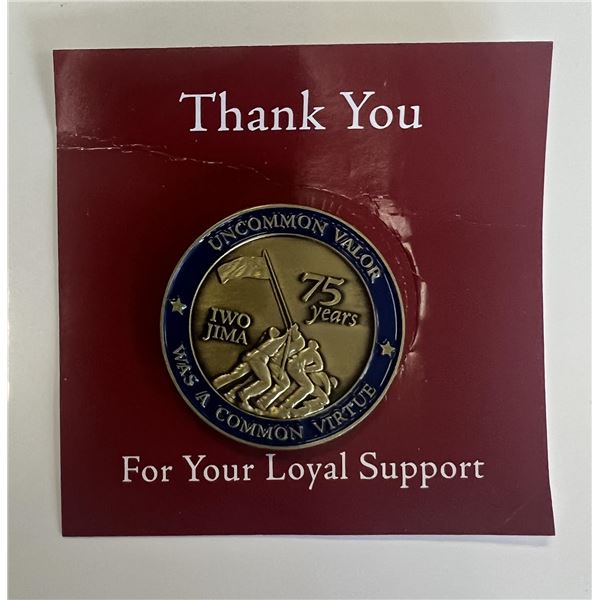 Thank You
UNCOMMON VALOR
75
years
IWO
JIMA
WAS A COMMON VIRTUE
For Your Loyal Support